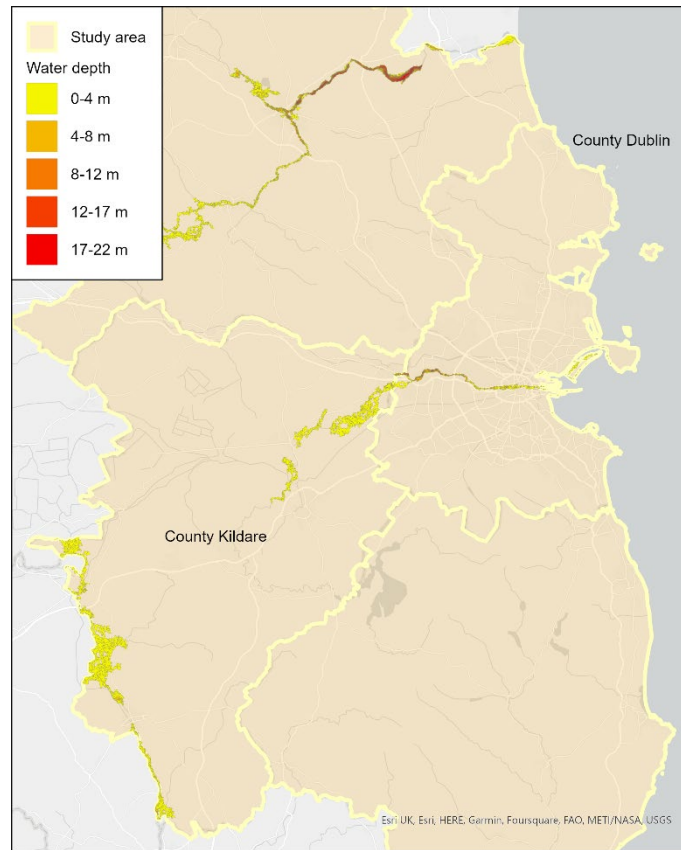 Study area
Water depth
0-4 m
4-8 m
8-12 m
12-17 m
17-22 m
County Dublin
County Kildare
Esri UK, Esri, HERE, Garmin, Foursquare, FAO, METI/NASA, USGS